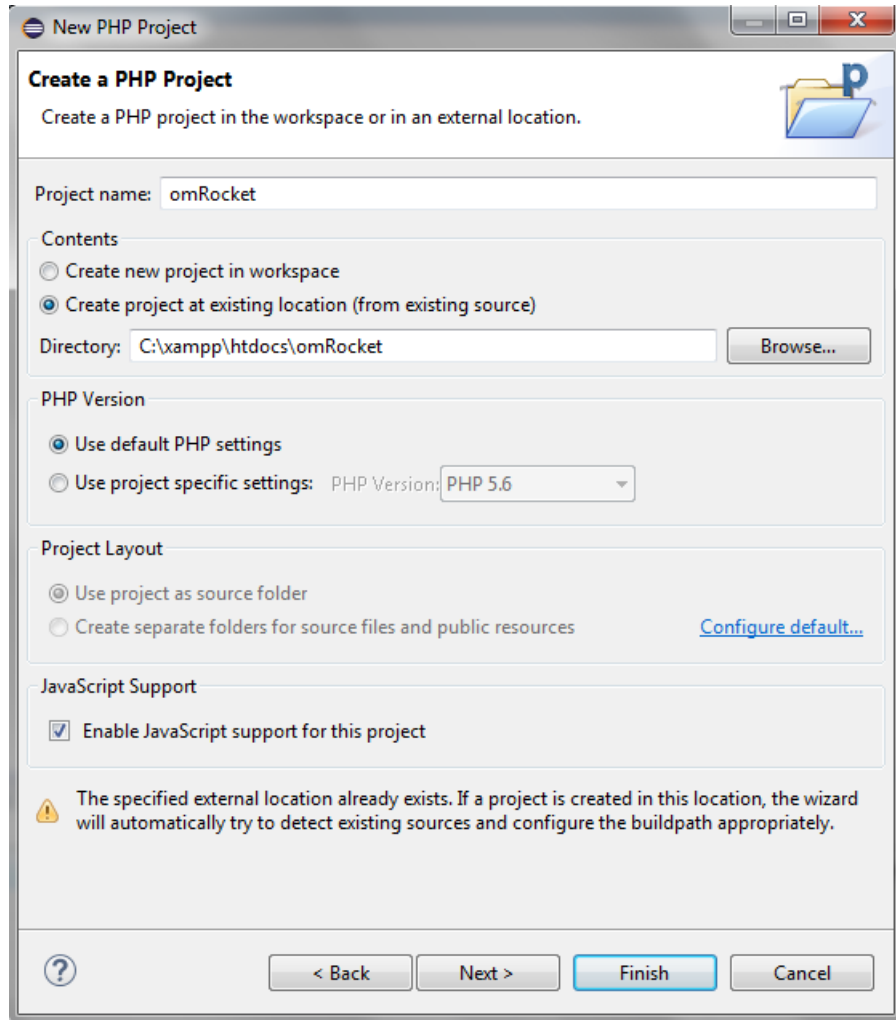 New PHP Project
Create a PHP Project
Create a PHP project in the workspace or in an external location.
p
Project name: omRocket
Contents
Create new project in workspace
Create project at existing location (from existing source)
Directory: C:\xampp\htdocs\omRocket Browse...
PHP Version
Use default PHP settings
Use project specific settings: PHP Version: PHP 5.6
Project Layout
Use project as source folder
Create separate folders for source files and public resources Configure default...
JavaScript Support
Enable JavaScript support for this project
The specified external location already exists. If a project is created in this location, the wizard
will automatically try to detect existing sources and configure the buildpath appropriately.
? < Back Next > Finish Cancel